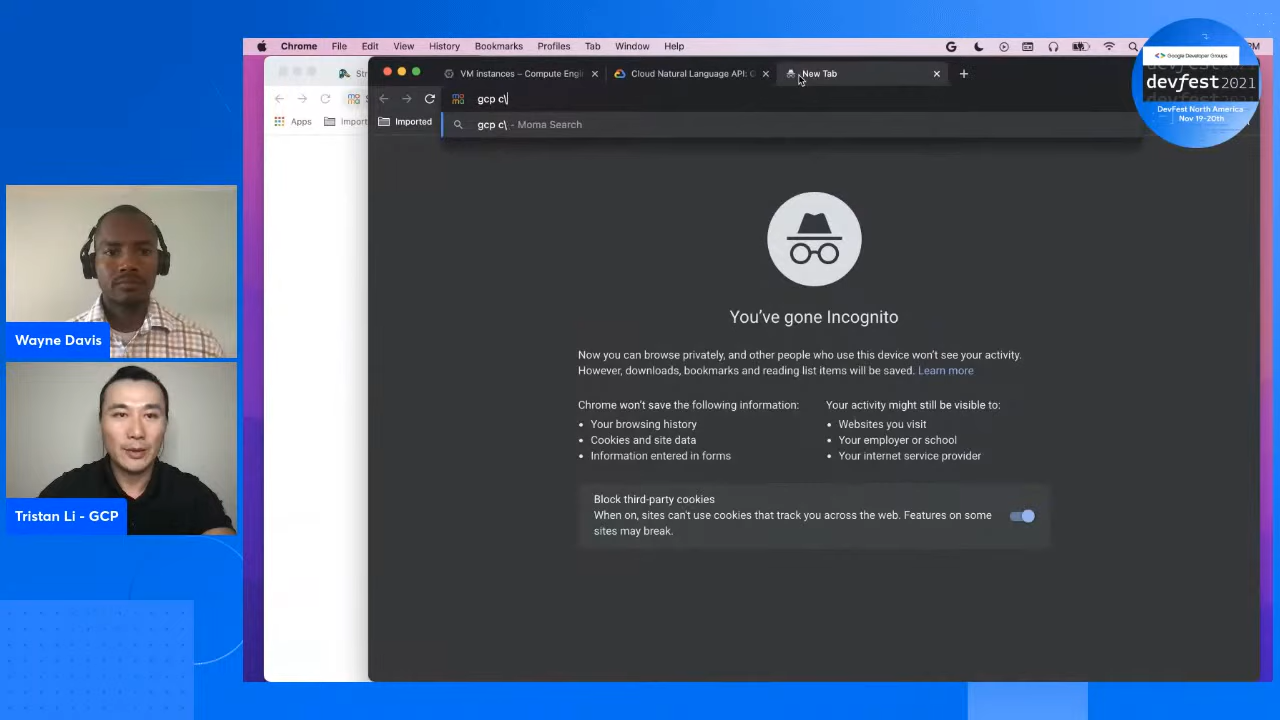 Chrome File Edit View History Bookmarks Profiles Tab Window Help
Google Developer Groups
devfest2021
DevFest North America
Nov 19-20th
VM instances – Compute Engi
Cloud Natural Language API: C
New Tab
gcp c\
gcp c\ - Moma Search
Apps
Import
Imported
You've gone Incognito
Now you can browse privately, and other people who use this device won't see your activity.
However, downloads, bookmarks and reading list items will be saved. Learn more
Chrome won't save the following information:
Your browsing history
Cookies and site data
Information entered in forms
Your activity might still be visible to:
Websites you visit
Your employer or school
Your internet service provider
Block third-party cookies
When on, sites can't use cookies that track you across the web. Features on some
sites may break.
Wayne Davis
Tristan Li - GCP